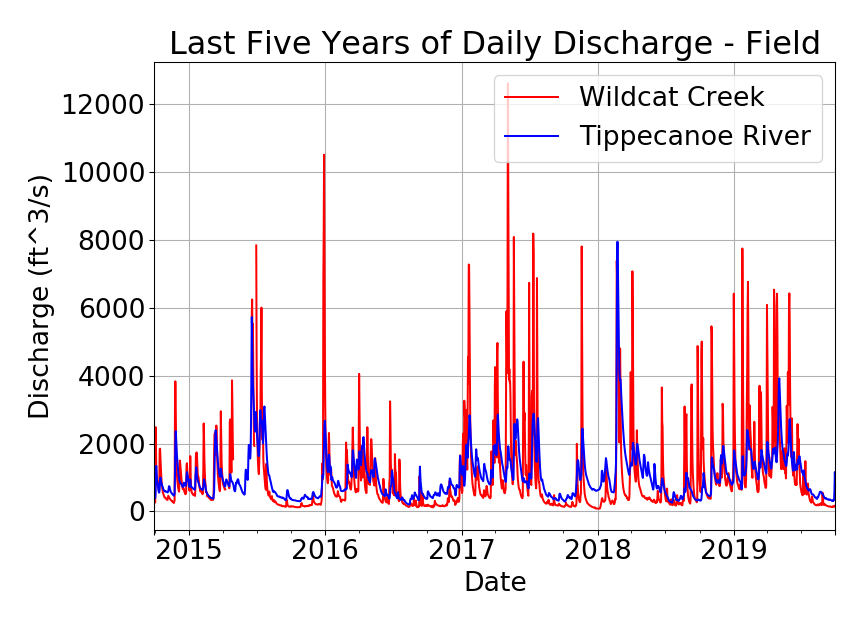 Last Five Years of Daily Discharge - Field
Wildcat Creek
Tippecanoe River
Discharge (ft^3/s)
12000
10000
8000
6000
4000
2000
0
2015 2016 2017 2018 2019
Date